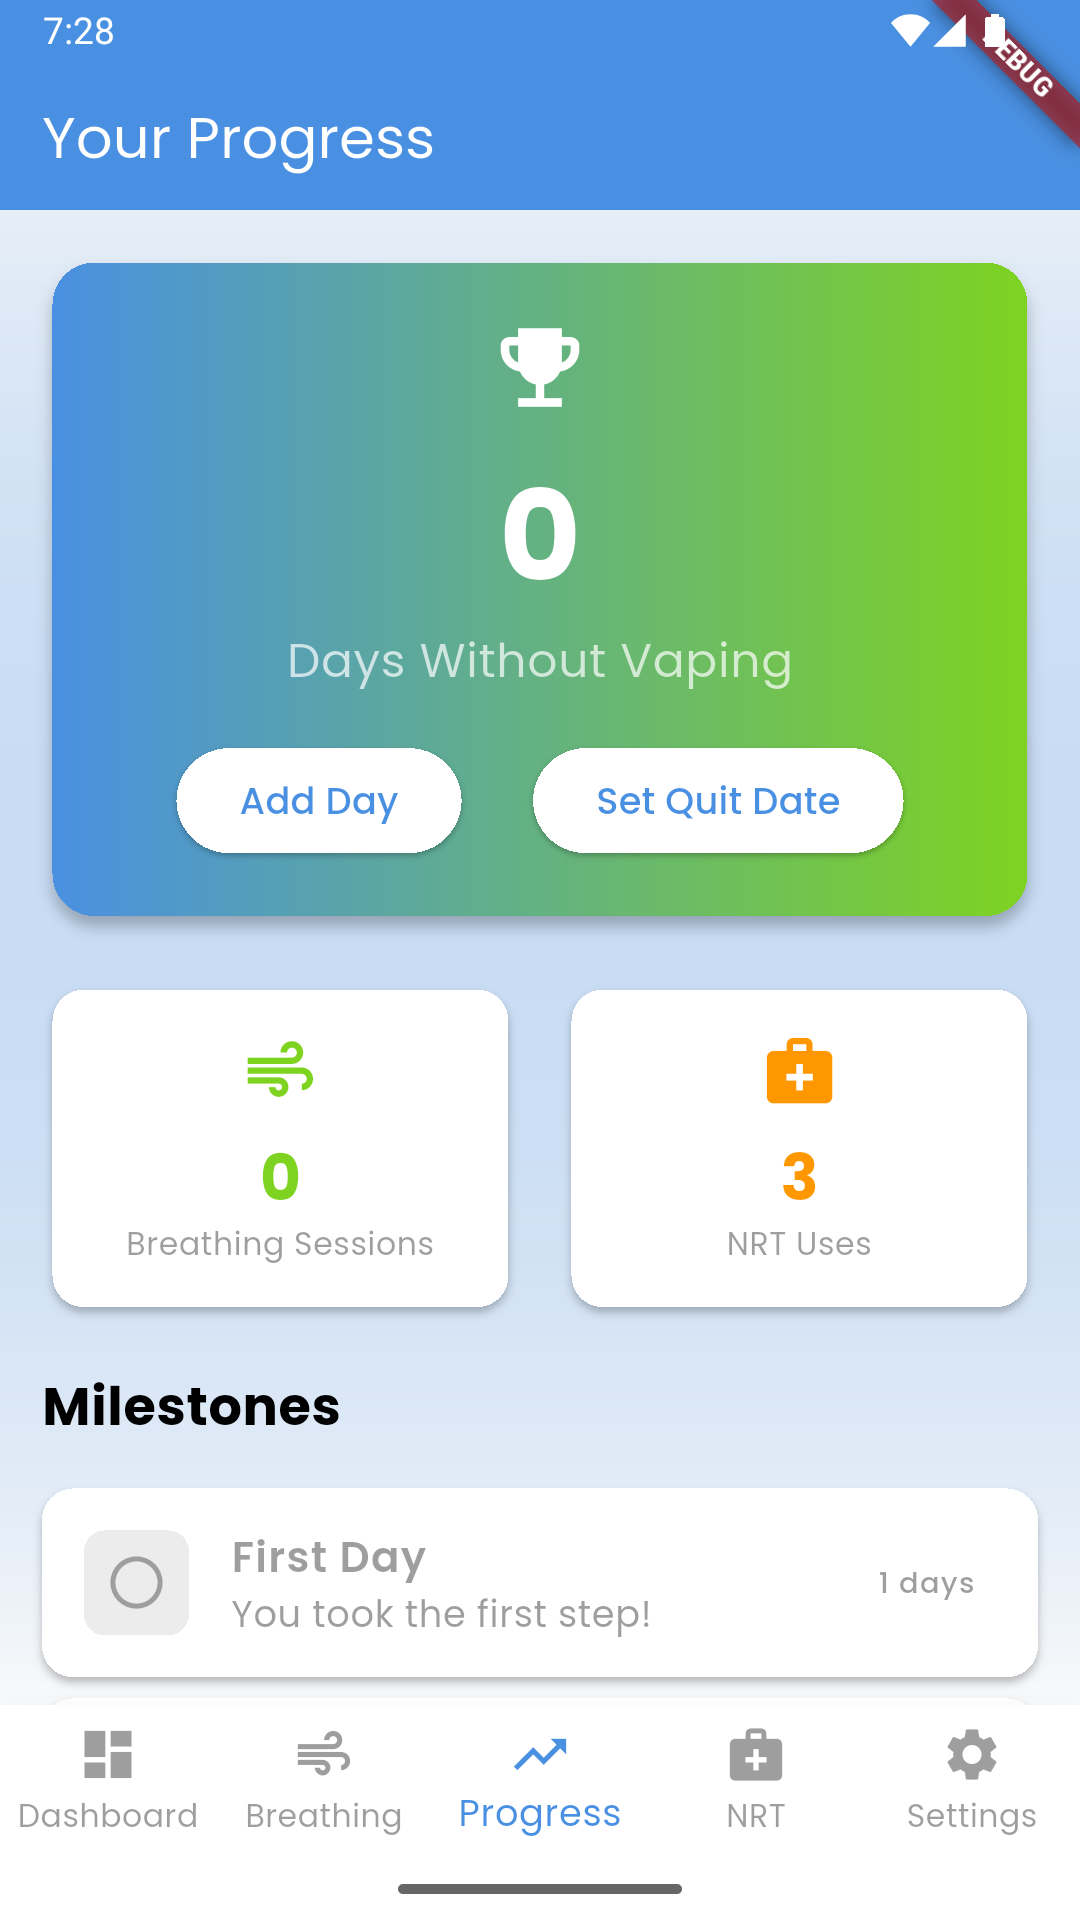 7:28
EBUG
Your Progress
0
Days Without Vaping
Add Day
Set Quit Date
0
Breathing Sessions
3
NRT Uses
Milestones
First Day
You took the first step!
1 days
Dashboard
Breathing
Progress
NRT
Settings